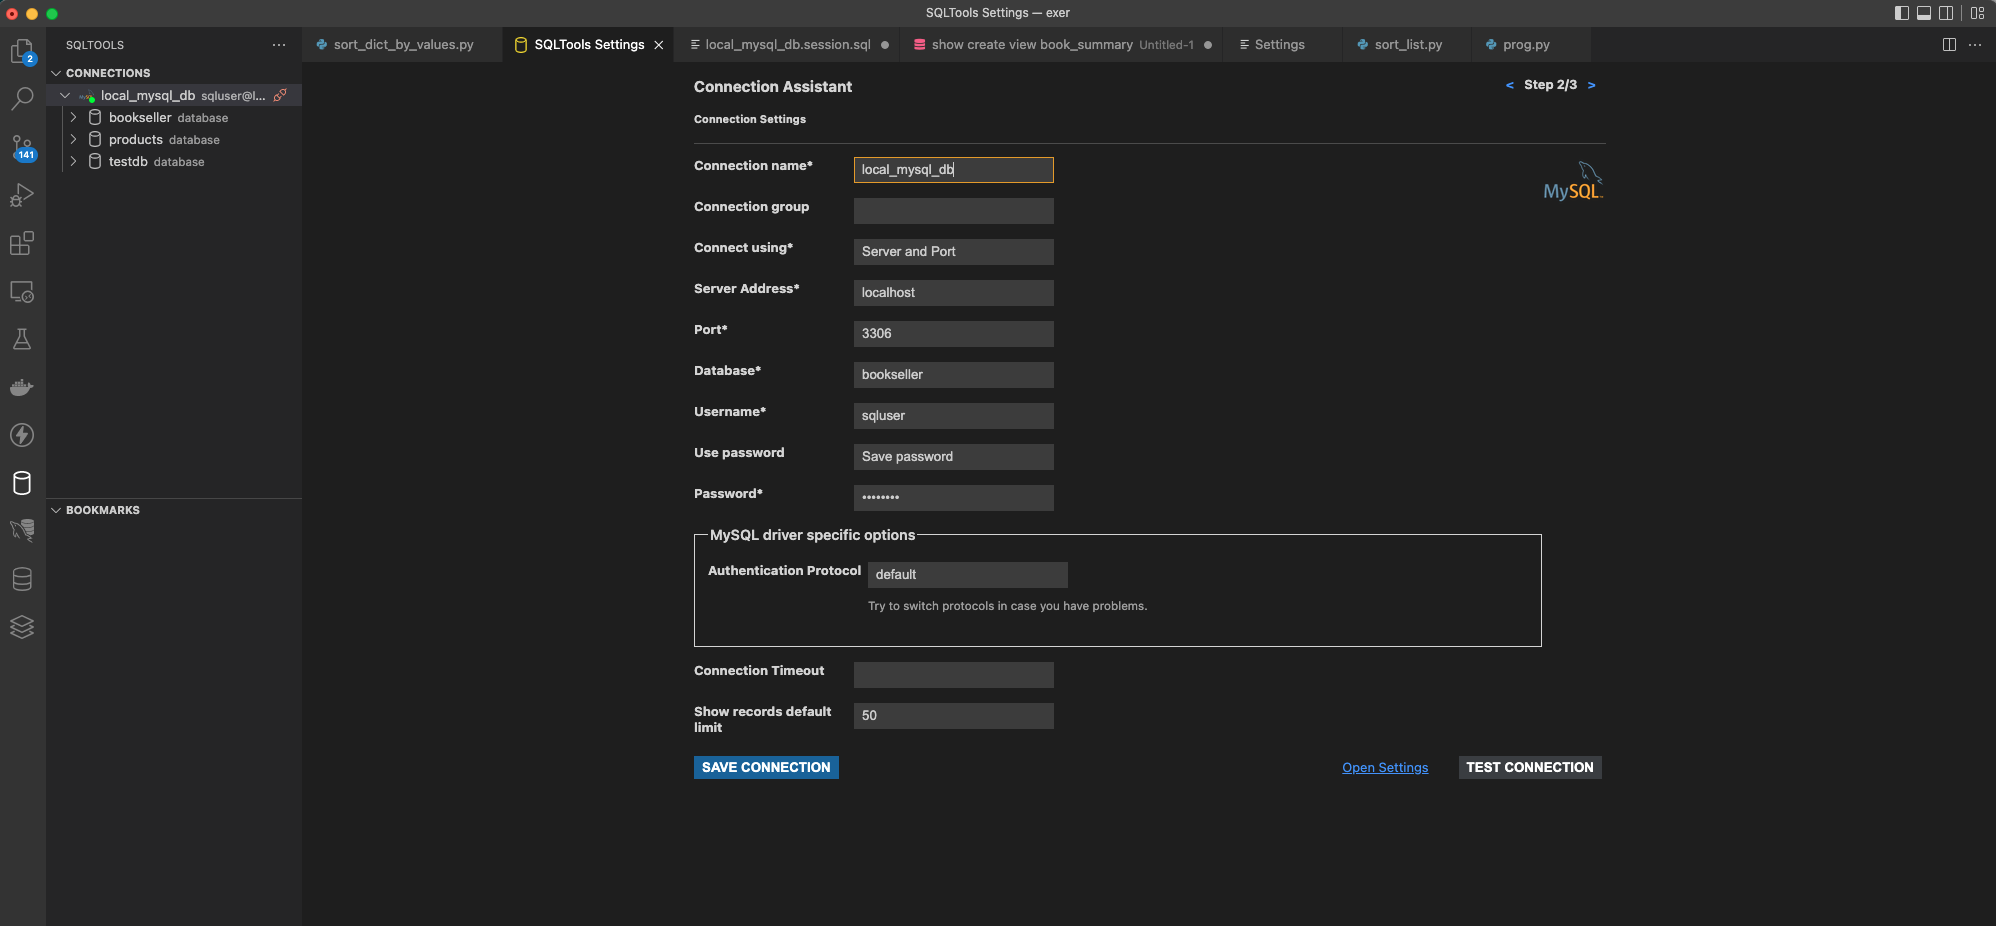 SQLTools Settings — exer
SQLTOOLS
sort_dict_by_values.py
SQLTools Settings
local_mysql_db.session.sql
show create view book_summary Untitled-1
Settings
sort_list.py
prog.py
2
141
CONNECTIONS
local_mysql_db sqluser@l...
bookseller database
products database
testdb database
BOOKMARKS
Connection Assistant
< Step 2/3 >
Connection Settings
MySQL
Connection name* local_mysql_db
Connection group
Connect using* Server and Port
Server Address* localhost
Port* 3306
Database* bookseller
Username* sqluser
Use password Save password
Password* ••••••••
MySQL driver specific options
Authentication Protocol default
Try to switch protocols in case you have problems.
Connection Timeout
Show records default
limit
50
SAVE CONNECTION
Open Settings
TEST CONNECTION